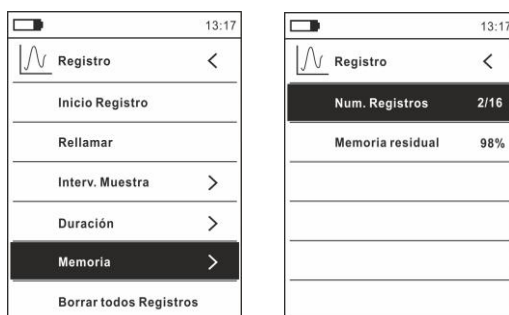 13:17
Registro <
Inicio Registro
Rellamar
Interv. Muestra >
Duración >
Memoria >
Borrar todos Registros
13:17
Registro <
Num. Registros 2/16
Memoria residual 98%